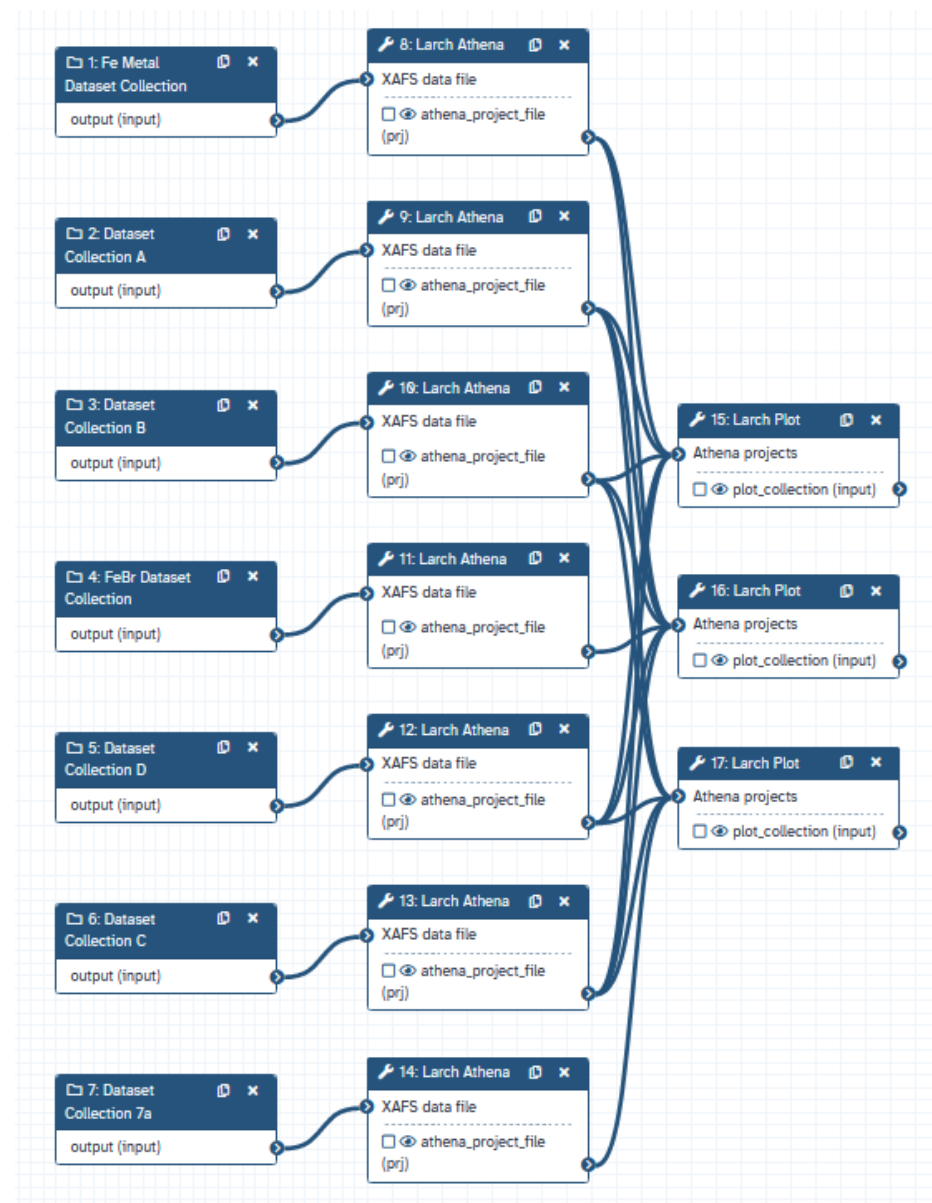 1: Fe Metal
Dataset Collection
output (input)
8: Larch Athena
XAFS data file
athena_project_file
(prj)
2: Dataset
Collection A
output (input)
9: Larch Athena
XAFS data file
athena_project_file
(prj)
3: Dataset
Collection B
output (input)
10: Larch Athena
XAFS data file
athena_project_file
(prj)
15: Larch Plot
Athena projects
plot_collection (input)
4: FeBr Dataset
Collection
output (input)
11: Larch Athena
XAFS data file
athena_project_file
(prj)
16: Larch Plot
Athena projects
plot_collection (input)
5: Dataset
Collection D
output (input)
12: Larch Athena
XAFS data file
athena_project_file
(prj)
17: Larch Plot
Athena projects
plot_collection (input)
6: Dataset
Collection C
output (input)
13: Larch Athena
XAFS data file
athena_project_file
(prj)
7: Dataset
Collection 7a
output (input)
14: Larch Athena
XAFS data file
athena_project_file
(prj)